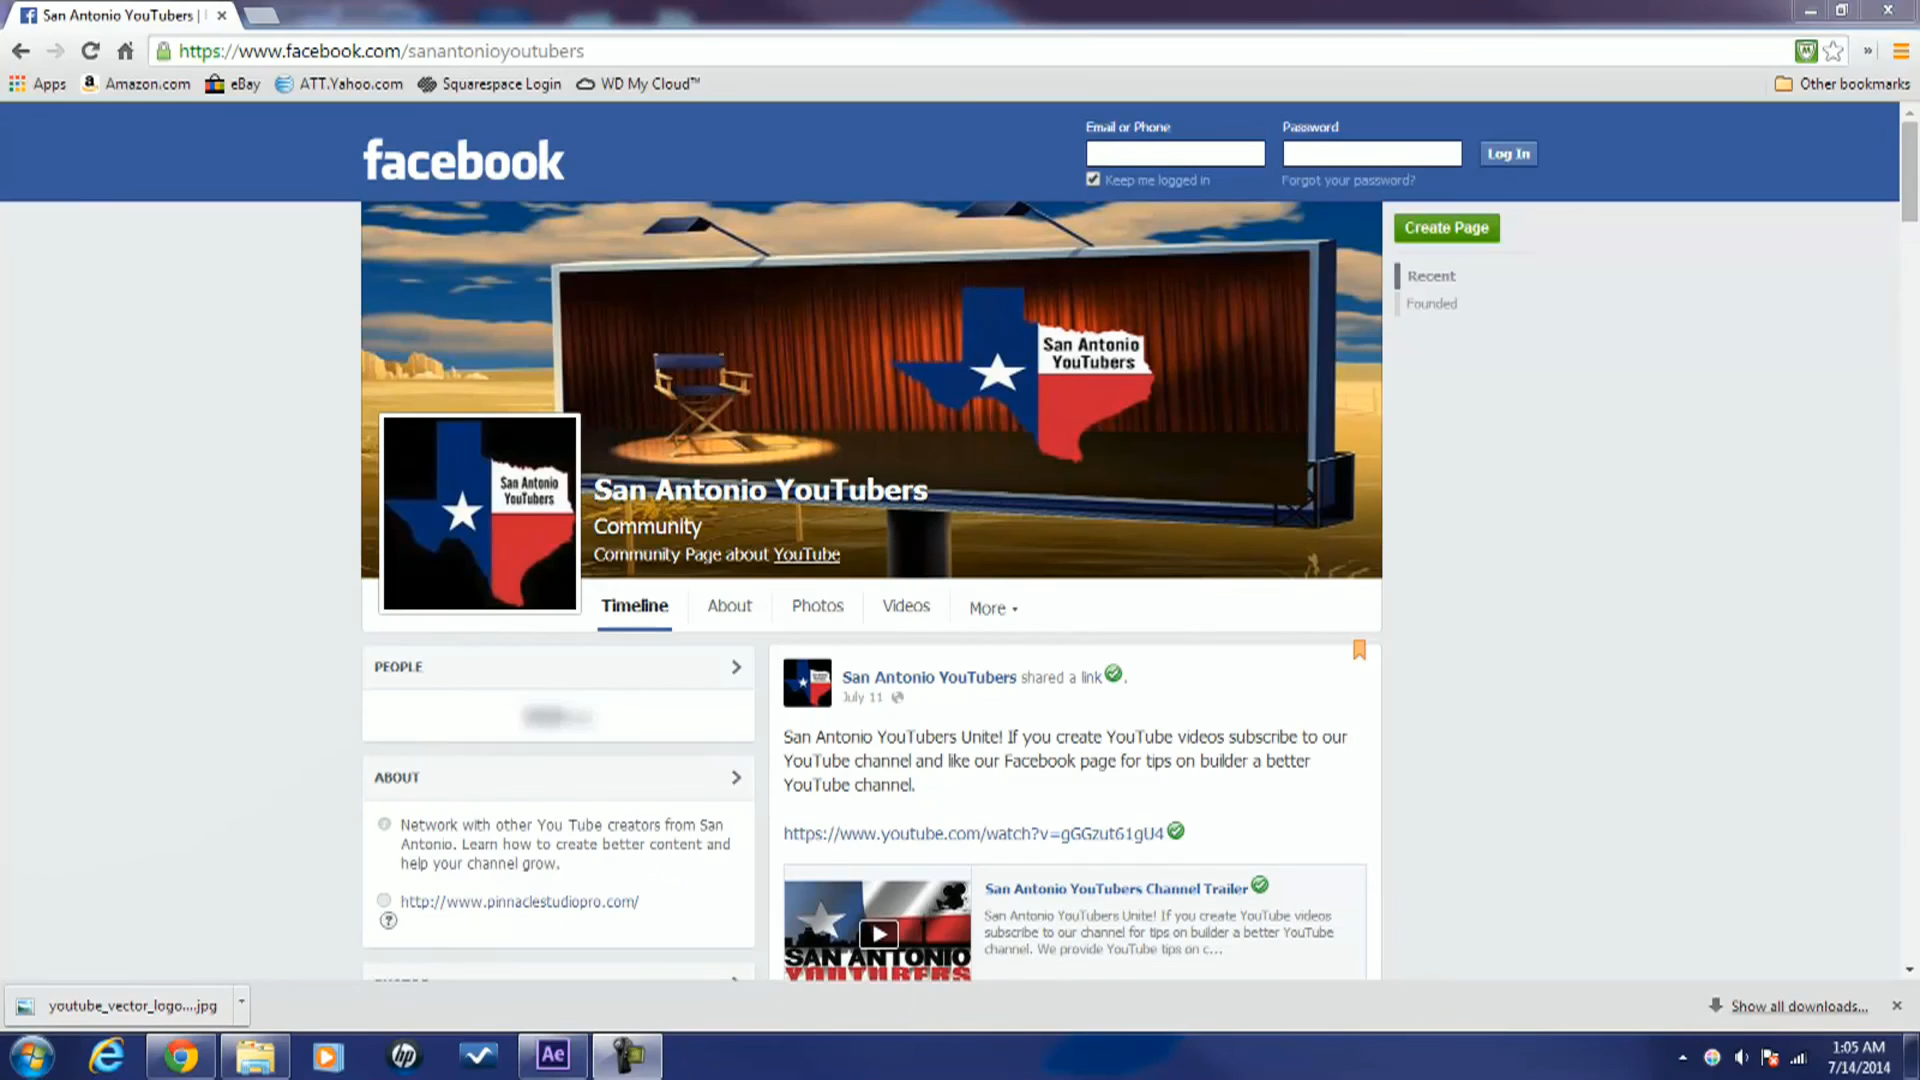 San Antonio YouTubers |
https://www.facebook.com/sanantonioyoutubers
Apps
Amazon.com
eBay
ATT.Yahoo.com
Squarespace Login
WD My Cloud™
Other bookmarks
facebook
Email or Phone
Password
Log In
Keep me logged in
Forgot your password?
Create Page
Recent
Founded
San Antonio
YouTubers
San Antonio
YouTubers
San Antonio YouTubers
Community
Community Page about YouTube
Timeline
About
Photos
Videos
More
PEOPLE
ABOUT
Network with other You Tube creators from San
Antonio. Learn how to create better content and
help your channel grow.
http://www.pinnaclestudiopro.com/
?
San Antonio YouTubers shared a link.
July 11
San Antonio YouTubers Unite! If you create YouTube videos subscribe to our
YouTube channel and like our Facebook page for tips on builder a better
YouTube channel.
https://www.youtube.com/watch?v=gGGzut61gU4
SAN ANTONIO
YOUTUBERS
San Antonio YouTubers Channel Trailer
San Antonio YouTubers Unite! If you create YouTube videos
subscribe to our channel for tips on builder a better YouTube
channel. We provide YouTube tips on c...
youtube_vector_logo....jpg
Show all downloads...
hp
Ae
1:05 AM
7/14/2014